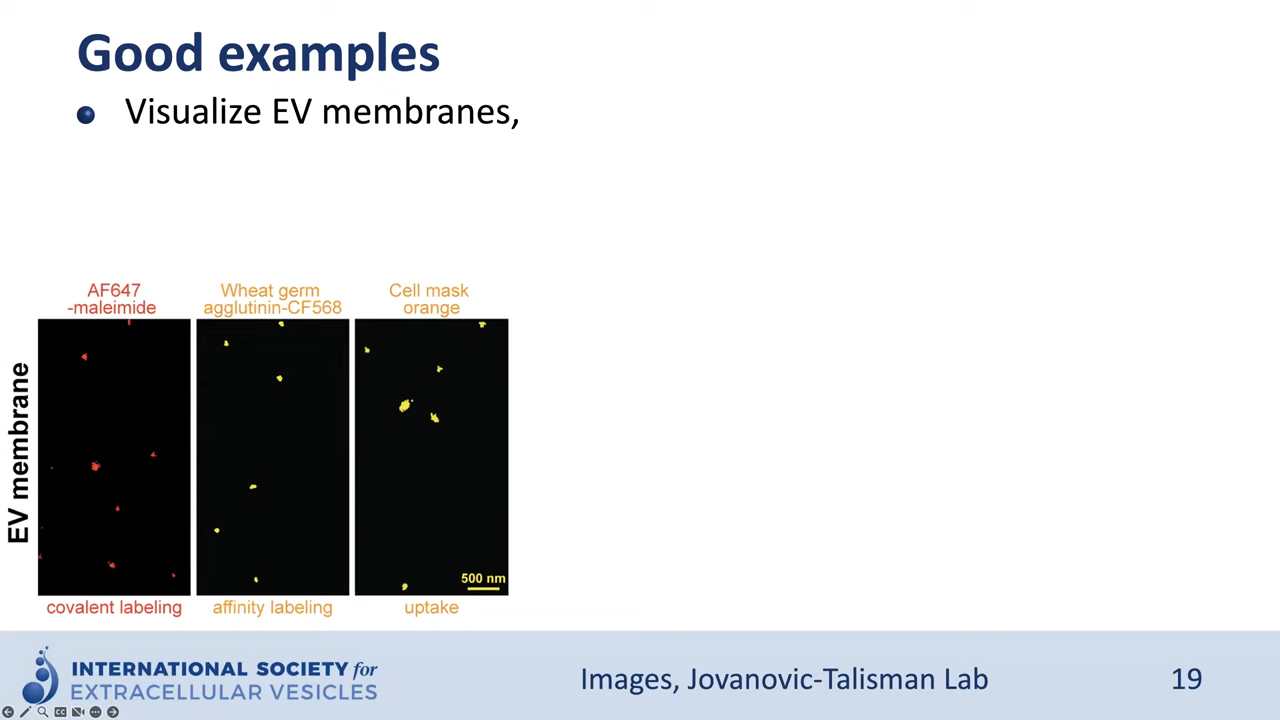 Good examples
Visualize EV membranes,
AF647
-maleimide
Wheat germ
agglutinin-CF568
Cell mask
orange
EV membrane
500 nm
covalent labeling
affinity labeling
uptake
INTERNATIONAL SOCIETY for
EXTRACELLULAR VESICLES
Images, Jovanovic-Talisman Lab
19